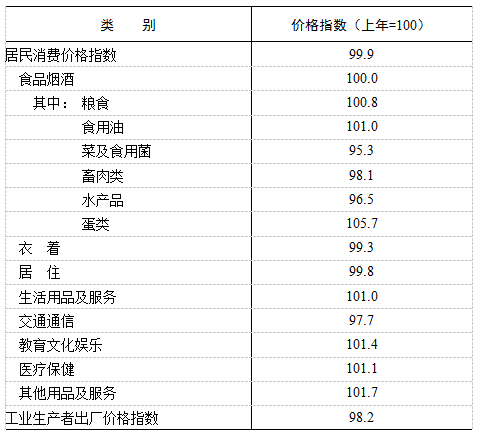 类 别 价格指数（上年=100）
居民消费价格指数 99.9
食品烟酒 100.0
其中： 粮食 100.8
食用油 101.0
菜及食用菌 95.3
畜肉类 98.1
水产品 96.5
蛋类 105.7
衣 着 99.3
居 住 99.8
生活用品及服务 101.0
交通通信 97.7
教育文化娱乐 101.4
医疗保健 101.1
其他用品及服务 101.7
工业生产者出厂价格指数 98.2